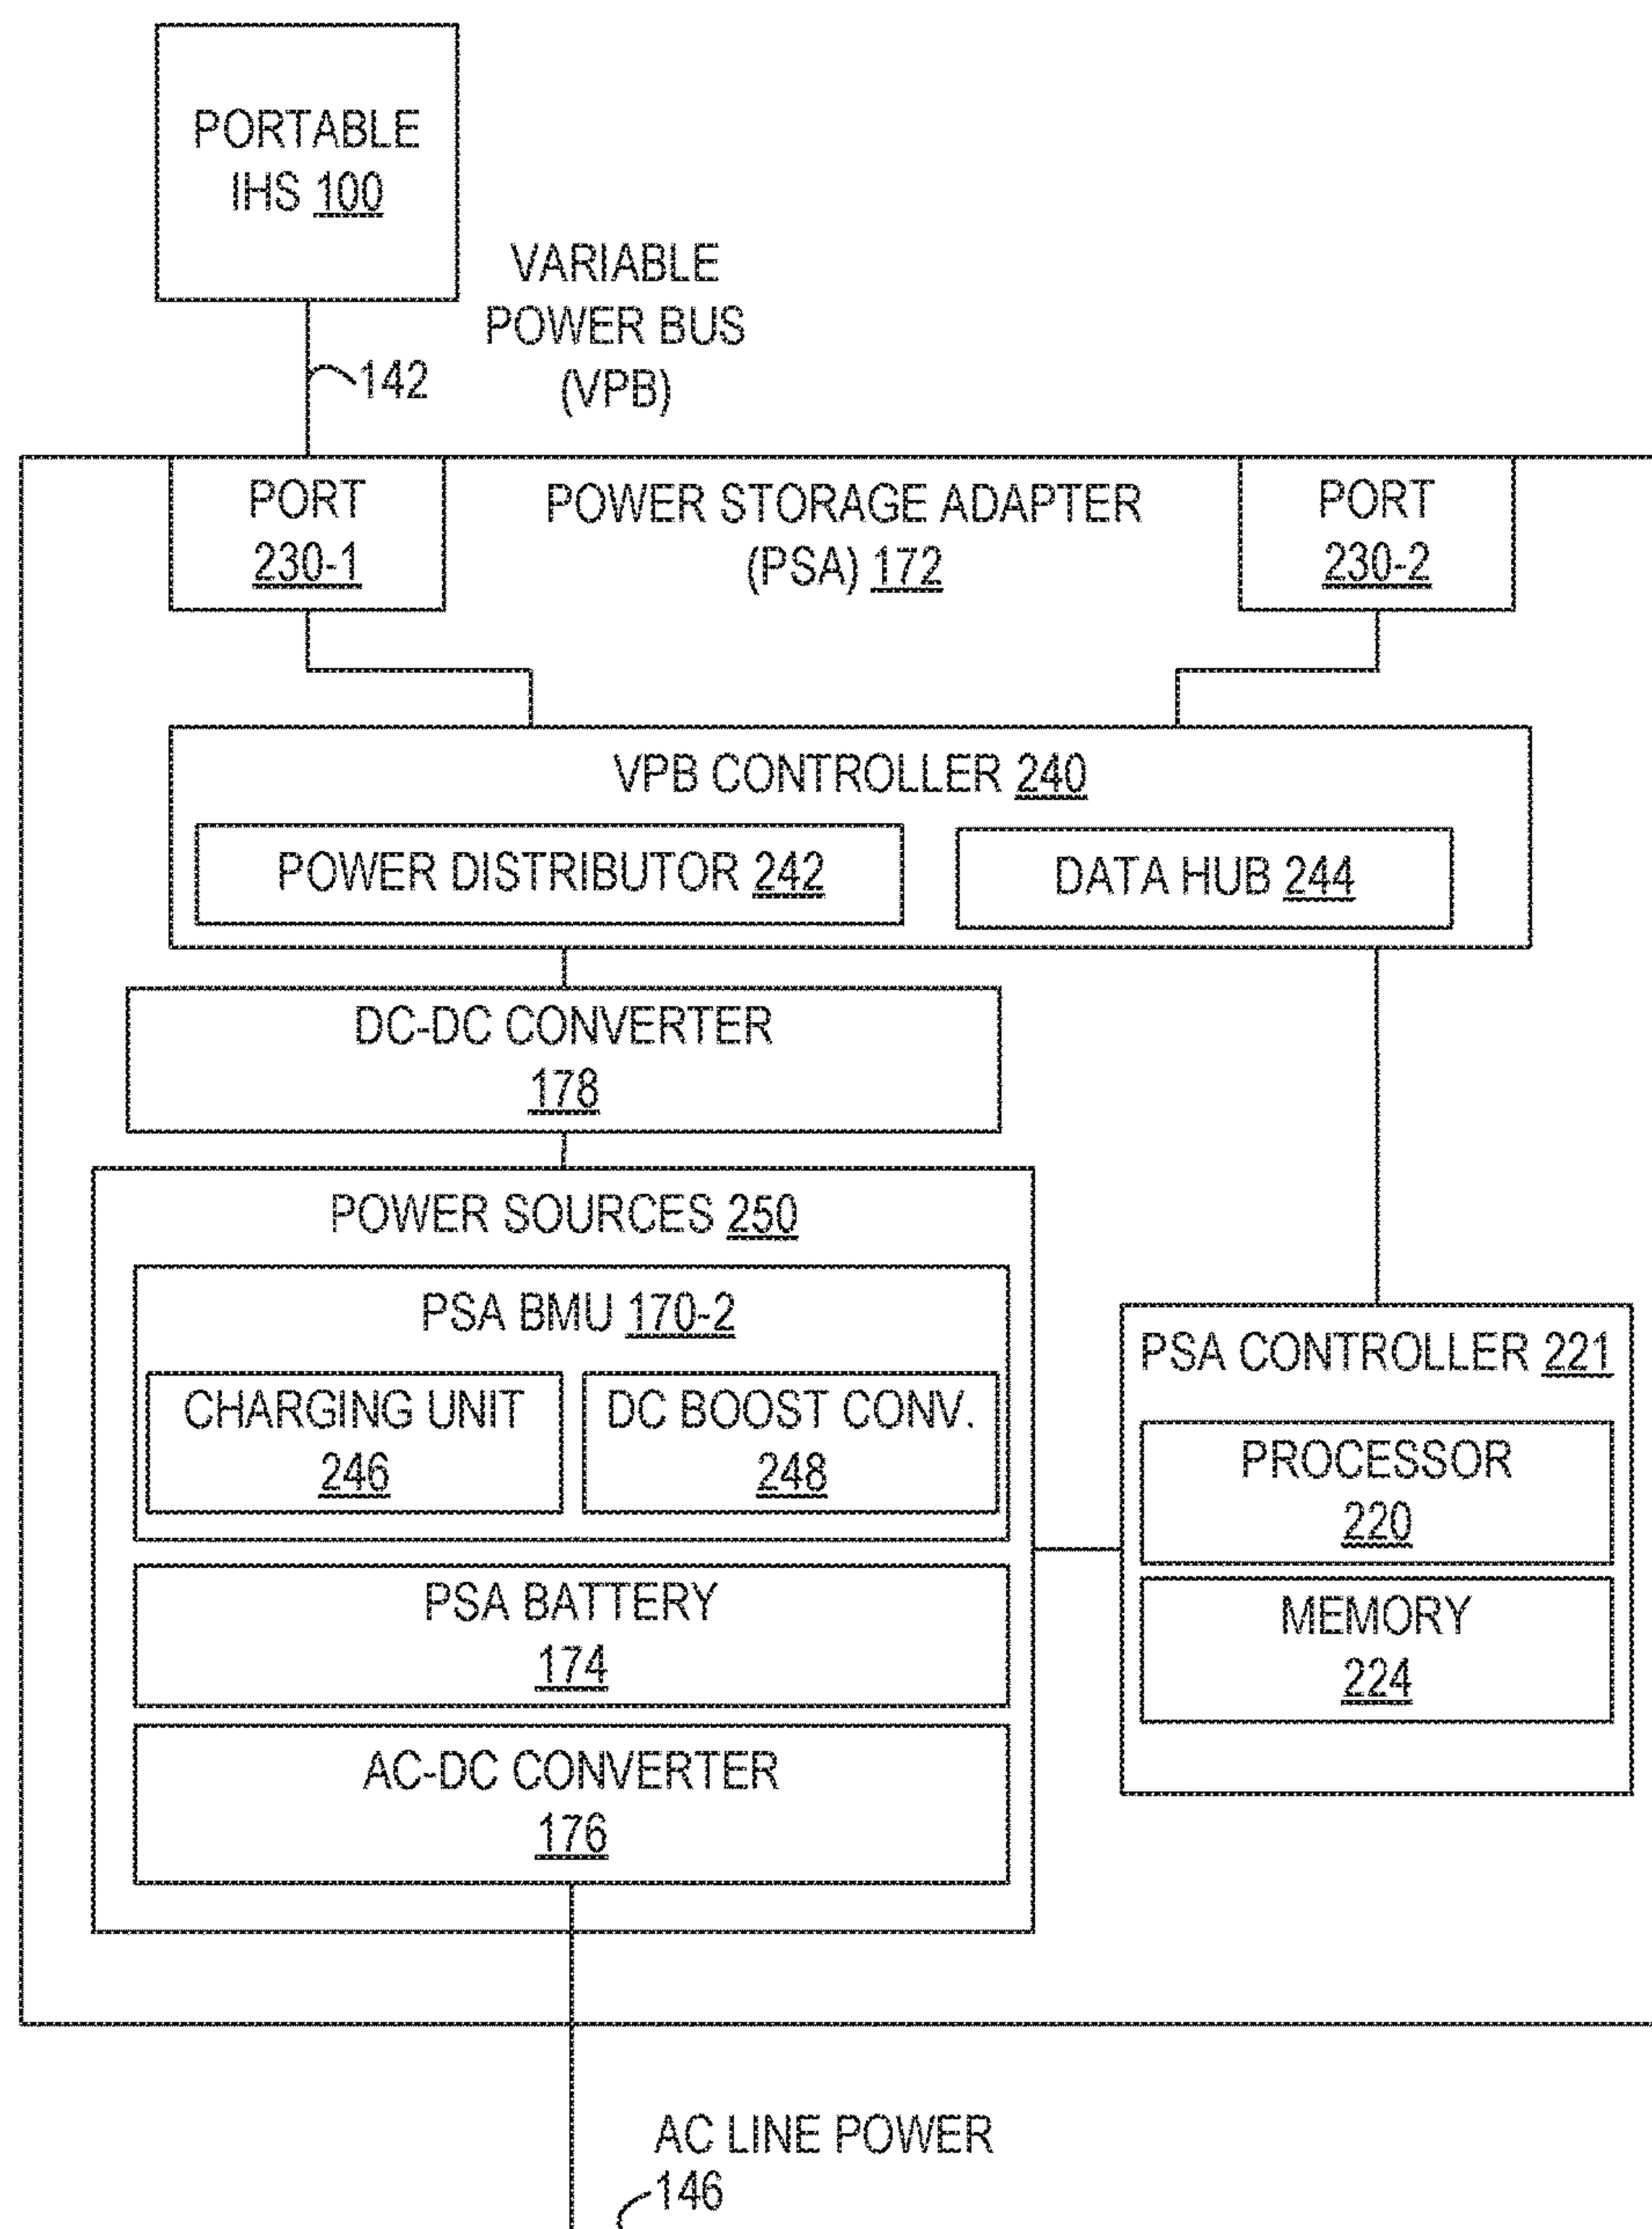 PORTABLE
IHS 100
VARIABLE
POWER BUS
(VPB)
142
PORT
230-1
POWER STORAGE ADAPTER
(PSA) 172
PORT
230-2
VPB CONTROLLER 240
POWER DISTRIBUTOR 242
DATA HUB 244
DC-DC CONVERTER
178
POWER SOURCES 250
PSA BMU 170-2
CHARGING UNIT
246
DC BOOST CONV.
248
PSA BATTERY
174
AC-DC CONVERTER
176
PSA CONTROLLER 221
PROCESSOR
220
MEMORY
224
AC LINE POWER
146